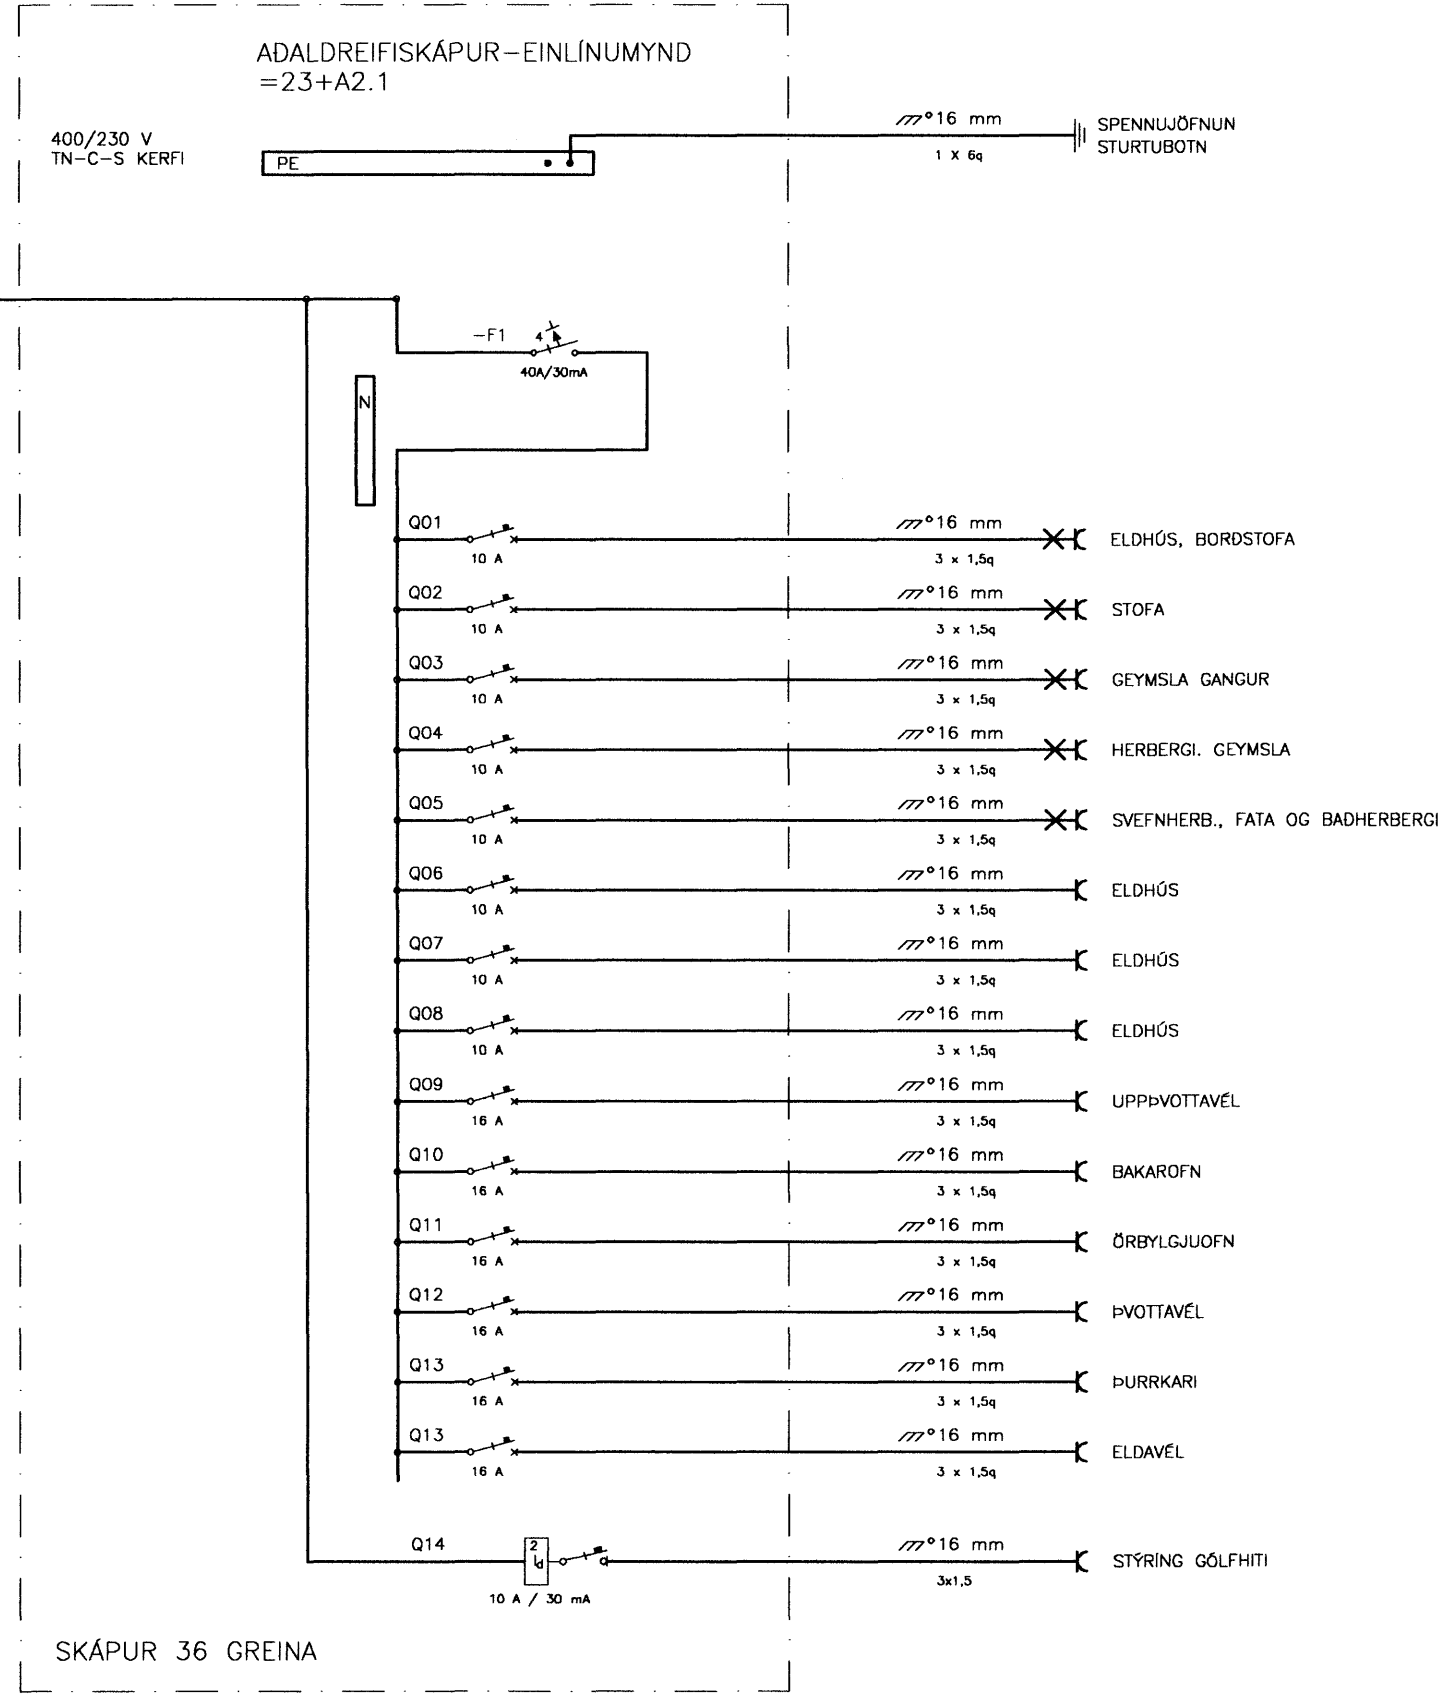 AÐALDREIFISKÁPUR-EINLÍNUMYND
=23+A2.1
400/230 V
TN-C-S KERFI
PE
°16 mm
1 X 6q
SPENNUJÖFNUN
STURTUBOTN
-F1
4
40A/30mA
N
Q01
10 A
°16 mm
3 x 1,5q
ELDHÚS, BORÐSTOFA
Q02
10 A
°16 mm
3 x 1,5q
STOFA
Q03
10 A
°16 mm
3 x 1,5q
GEYMSLA GANGUR
Q04
10 A
°16 mm
3 x 1,5q
HERBERGI. GEYMSLA
Q05
10 A
°16 mm
3 x 1,5q
SVEFNHERB., FATA OG BAÐHERBERGI
Q06
10 A
°16 mm
3 x 1,5q
ELDHÚS
Q07
10 A
°16 mm
3 x 1,5q
ELDHÚS
Q08
10 A
°16 mm
3 x 1,5q
ELDHÚS
Q09
16 A
°16 mm
3 x 1,5q
UPPÞVOTTAVÉL
Q10
16 A
°16 mm
3 x 1,5q
BAKAROFN
Q11
16 A
°16 mm
3 x 1,5q
ÖRBYLGJUOFN
Q12
16 A
°16 mm
3 x 1,5q
ÞVOTTAVÉL
Q13
16 A
°16 mm
3 x 1,5q
ÞURRKARI
Q13
16 A
°16 mm
3 x 1,5q
ELDAVÉL
Q14
2
Id
10 A / 30 mA
°16 mm
3x1,5
STÝRING GÓLFHITI
SKÁPUR 36 GREINA